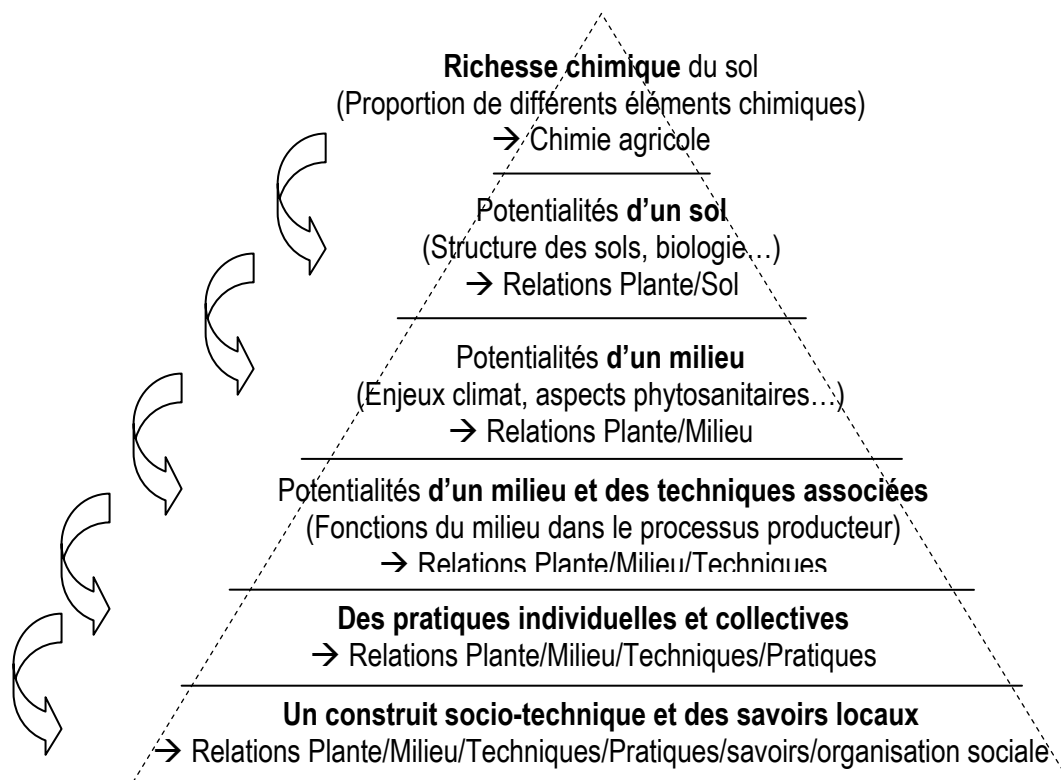 Richesse chimique du sol
(Proportion de différents éléments chimiques)
→ Chimie agricole
Potentialités d'un sol
(Structure des sols, biologie…)
→ Relations Plante/Sol
Potentialités d'un milieu
(Enjeux climat, aspects phytosanitaires…)
→ Relations Plante/Milieu
Potentialités d'un milieu et des techniques associées
(Fonctions du milieu dans le processus producteur)
→ Relations Plante/Milieu/Techniques
Des pratiques individuelles et collectives
→ Relations Plante/Milieu/Techniques/Pratiques
Un construit socio-technique et des savoirs locaux
→ Relations Plante/Milieu/Techniques/Pratiques/savoirs/organisation sociale